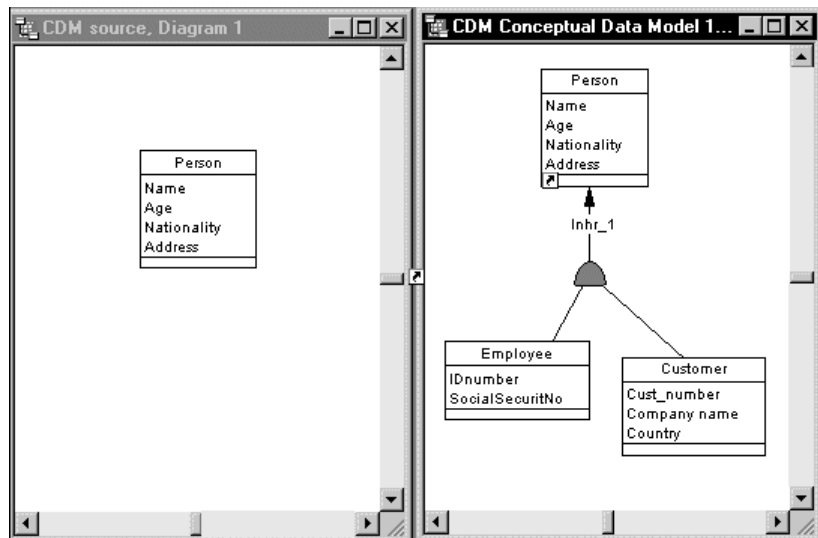 CDM source, Diagram 1
Person
Name
Age
Nationality
Address
CDM Conceptual Data Model 1...
Person
Name
Age
Nationality
Address
Inhr_1
Employee
IDnumber
SocialSecuritNo
Customer
Cust_number
Company name
Country